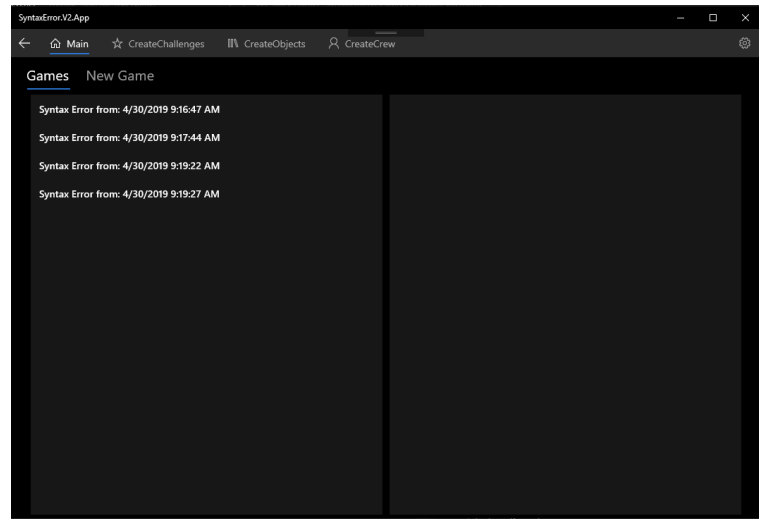 SyntaxError.V2.App
Main CreateChallenges CreateObjects CreateCrew
Games New Game
Syntax Error from: 4/30/2019 9:16:47 AM
Syntax Error from: 4/30/2019 9:17:44 AM
Syntax Error from: 4/30/2019 9:19:22 AM
Syntax Error from: 4/30/2019 9:19:27 AM